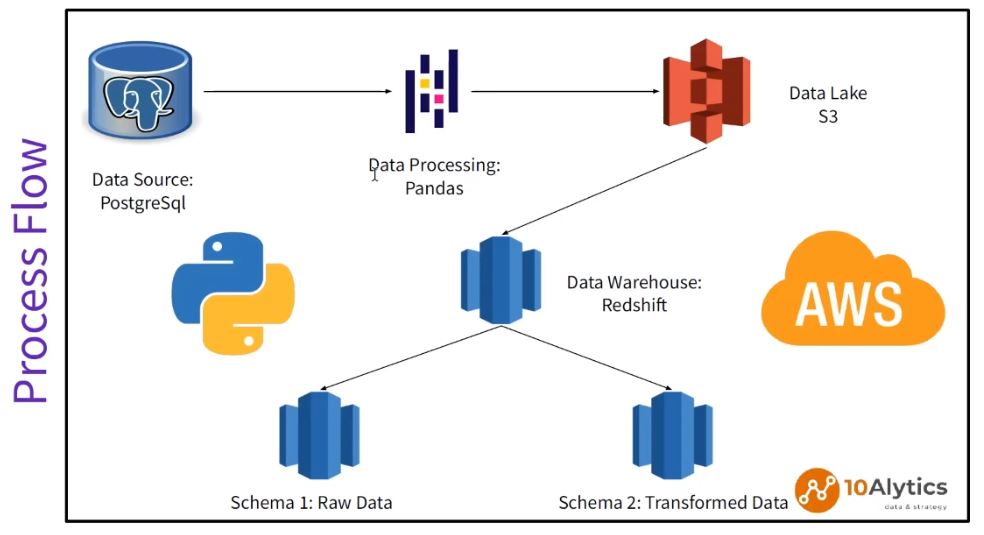 Process Flow
Data Source:
PostgreSql
Data Processing:
Pandas
Data Lake
S3
Data Warehouse:
Redshift
AWS
Schema 1: Raw Data
Schema 2: Transformed Data
10Alytics
data & strategy